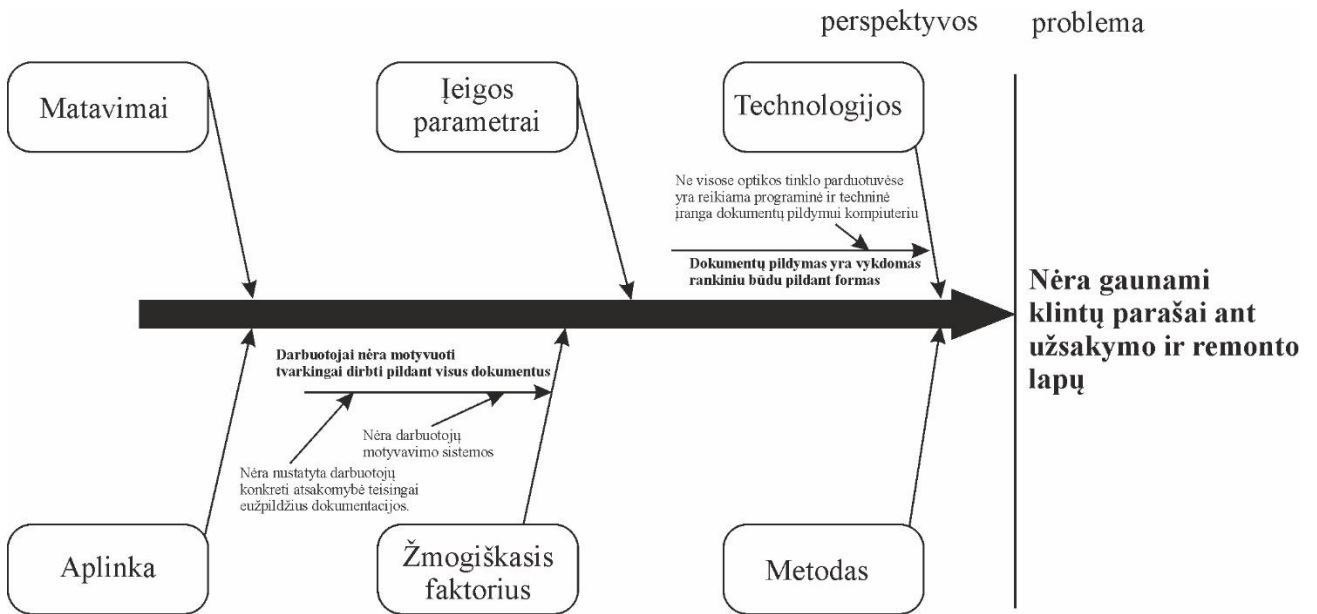 perspektyvos
problema
Matavimai
Įeigos
parametrai
Technologijos
Ne visose optikos tinklo parduotuvėse
yra reikiama programinė ir techninė
įranga dokumentų pildymui kompiuteriu
Dokumentų pildymas yra vykdomas
rankiniu būdu pildant formas
Nėra gaunami
klintų parašai ant
užsakymo ir remonto
lapų
Darbuotojai nėra motyvuoti
tvarkingai dirbti pildant visus dokumentus
Nėra darbuotojų
motyvavimo sistemos
Nėra nustatyta darbuotojų
konkreti atsakomybė teisingai
eužpildžius dokumentacijos.
Aplinka
Žmogiškasis
faktorius
Metodas